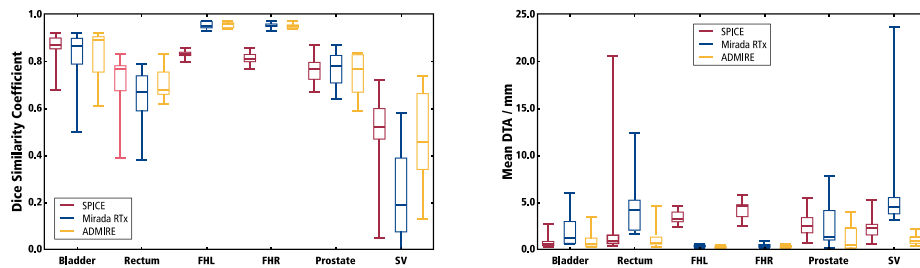 1.0
0.8
0.6
0.4
0.2
0.0
Dice Similarity Coefficient
SPICE
Mirada RTx
ADMIRE
Bladder Rectum FHL FHR Prostate SV
25.0
20.0
15.0
10.0
5.0
0.0
Mean DTA / mm
SPICE
Mirada RTx
ADMIRE
Bladder Rectum FHL FHR Prostate SV